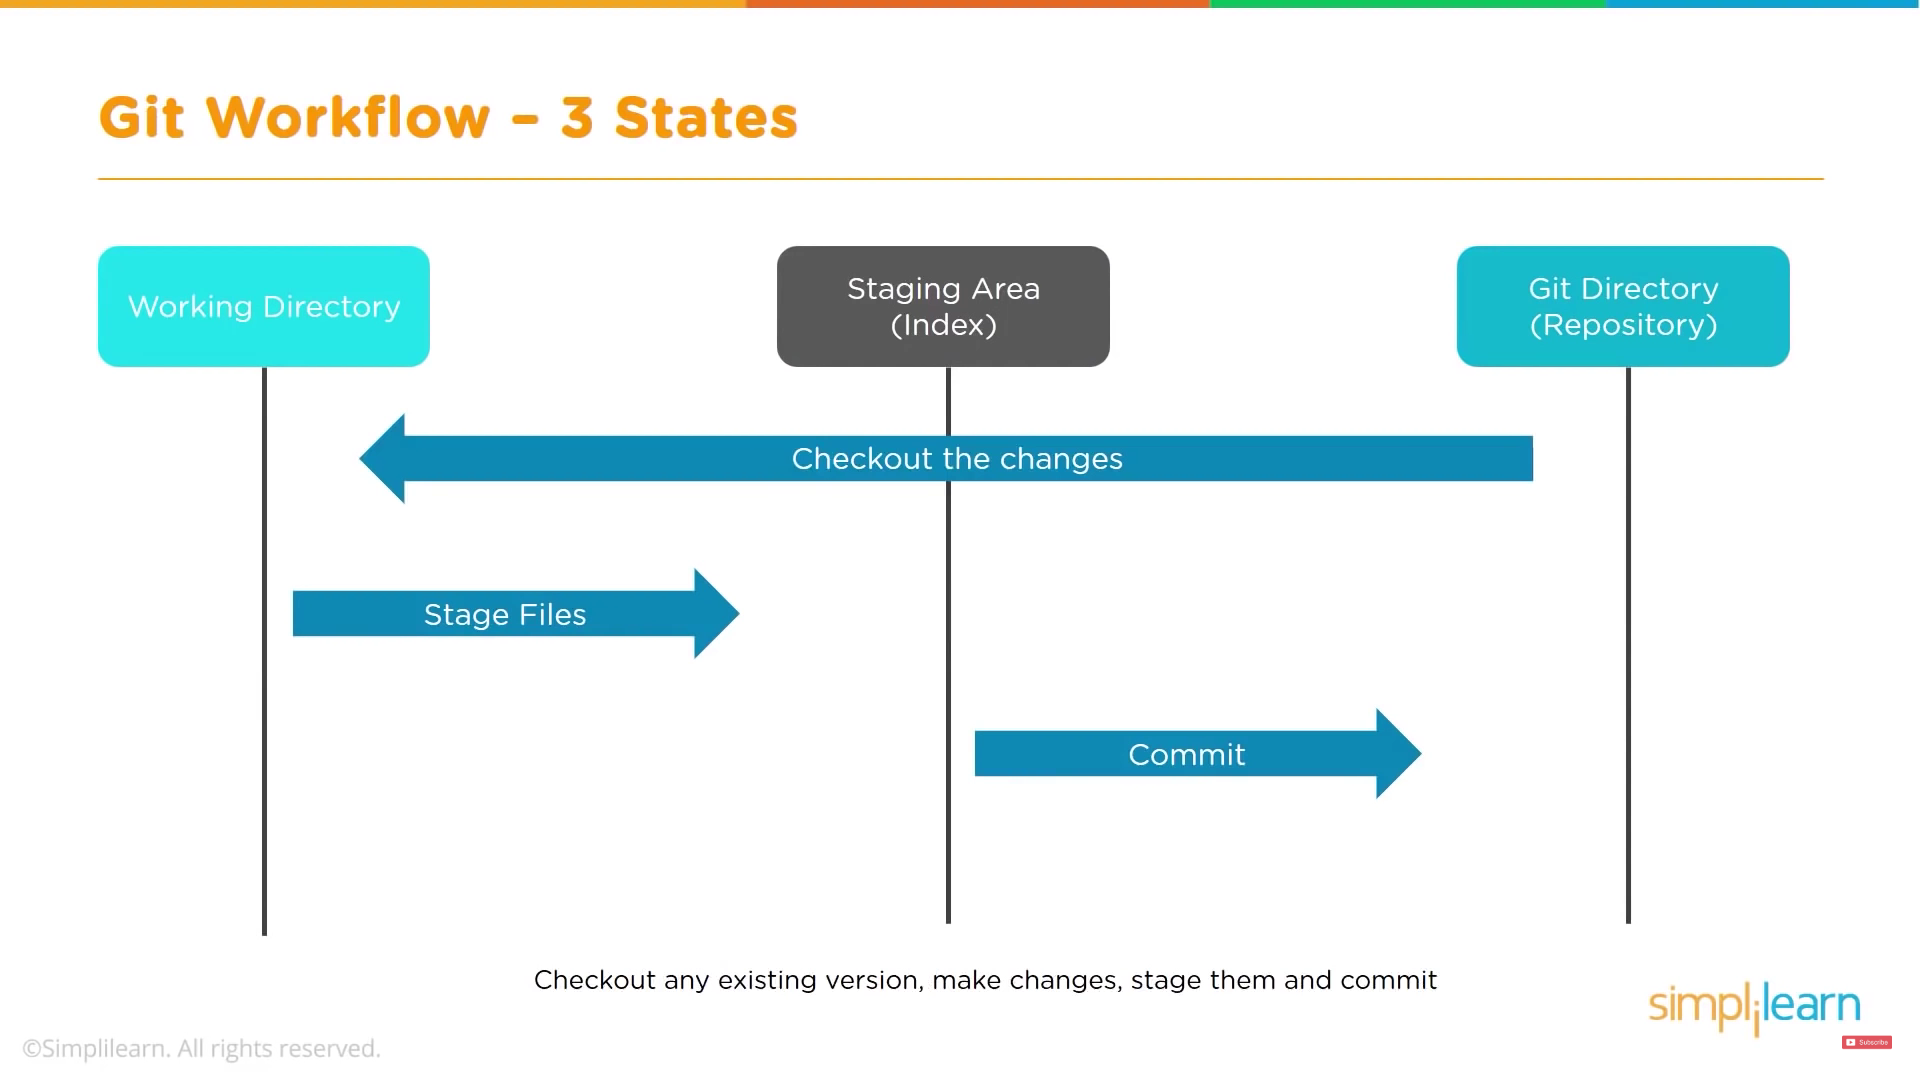 Git Workflow – 3 States
Working Directory
Staging Area
(Index)
Git Directory
(Repository)
Checkout the changes
Stage Files
Commit
Checkout any existing version, make changes, stage them and commit
simplilearn
Subscribe
©Simplilearn. All rights reserved.